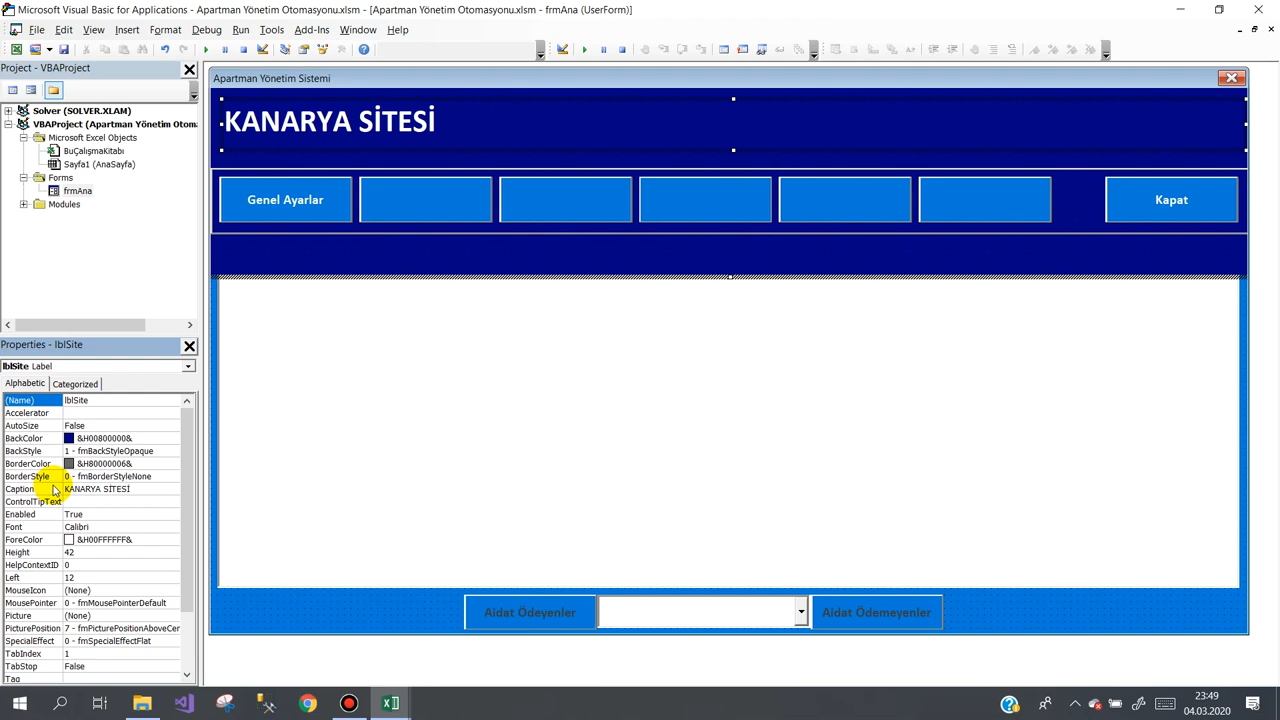 Microsoft Visual Basic for Applications - Apartman Yönetim Otomasyonu.xlsm - [Apartman Yönetim Otomasyonu.xlsm - frmAna (UserForm)]
File Edit View Insert Format Debug Run Tools Add-Ins Window Help
Project - VBAProject
Solver (SOLVER.XLAM)
VBAProject (Apartman Yönetim Otoma
Microsoft Excel Objects
BuÇalışmaKitabı
Sayfa1 (AnaSayfa)
Forms
frmAna
Modules
Properties - lblSite
lblSite Label
Alphabetic Categorized
(Name) lblSite
Accelerator
AutoSize False
BackColor &H00800000&
BackStyle 1 - fmBackStyleOpaque
BorderColor &H80000006&
BorderStyle 0 - fmBorderStyleNone
Caption KANARYA SİTESİ
ControlTipText
Enabled True
Font Calibri
ForeColor &H00FFFFFF&
Height 42
HelpContextID 0
Left 12
MouseIcon (None)
MousePointer 0 - fmMousePointerDefault
Picture (None)
PicturePosition 7 - fmPicturePositionAboveCer
SpecialEffect 0 - fmSpecialEffectFlat
TabIndex 1
TabStop False
Tag
Apartman Yönetim Sistemi
KANARYA SİTESİ
Genel Ayarlar
Kapat
Aidat Ödeyenler
Aidat Ödemeyenler
23:49
04.03.2020